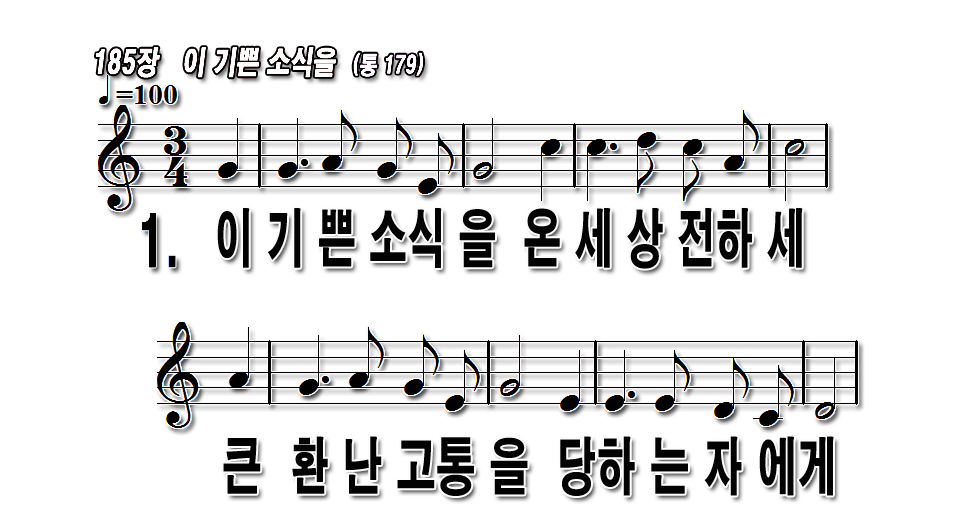 185장 이 기쁜 소식을 (통 179)
♩=100
3
4
1. 이 기 쁜 소식 을 온 세 상 전하 세
큰 환 난 고통 을 당하 는 자 에게